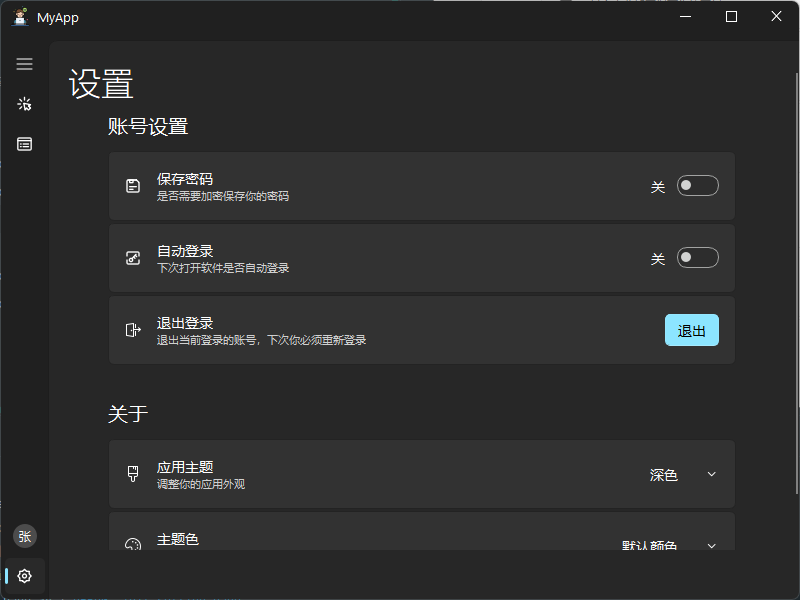 MyApp
设置
账号设置
保存密码
是否需要加密保存你的密码
关
自动登录
下次打开软件是否自动登录
关
退出登录
退出当前登录的账号，下次你必须重新登录
退出
关于
应用主题
调整你的应用外观
深色
主题色
默认颜色
张